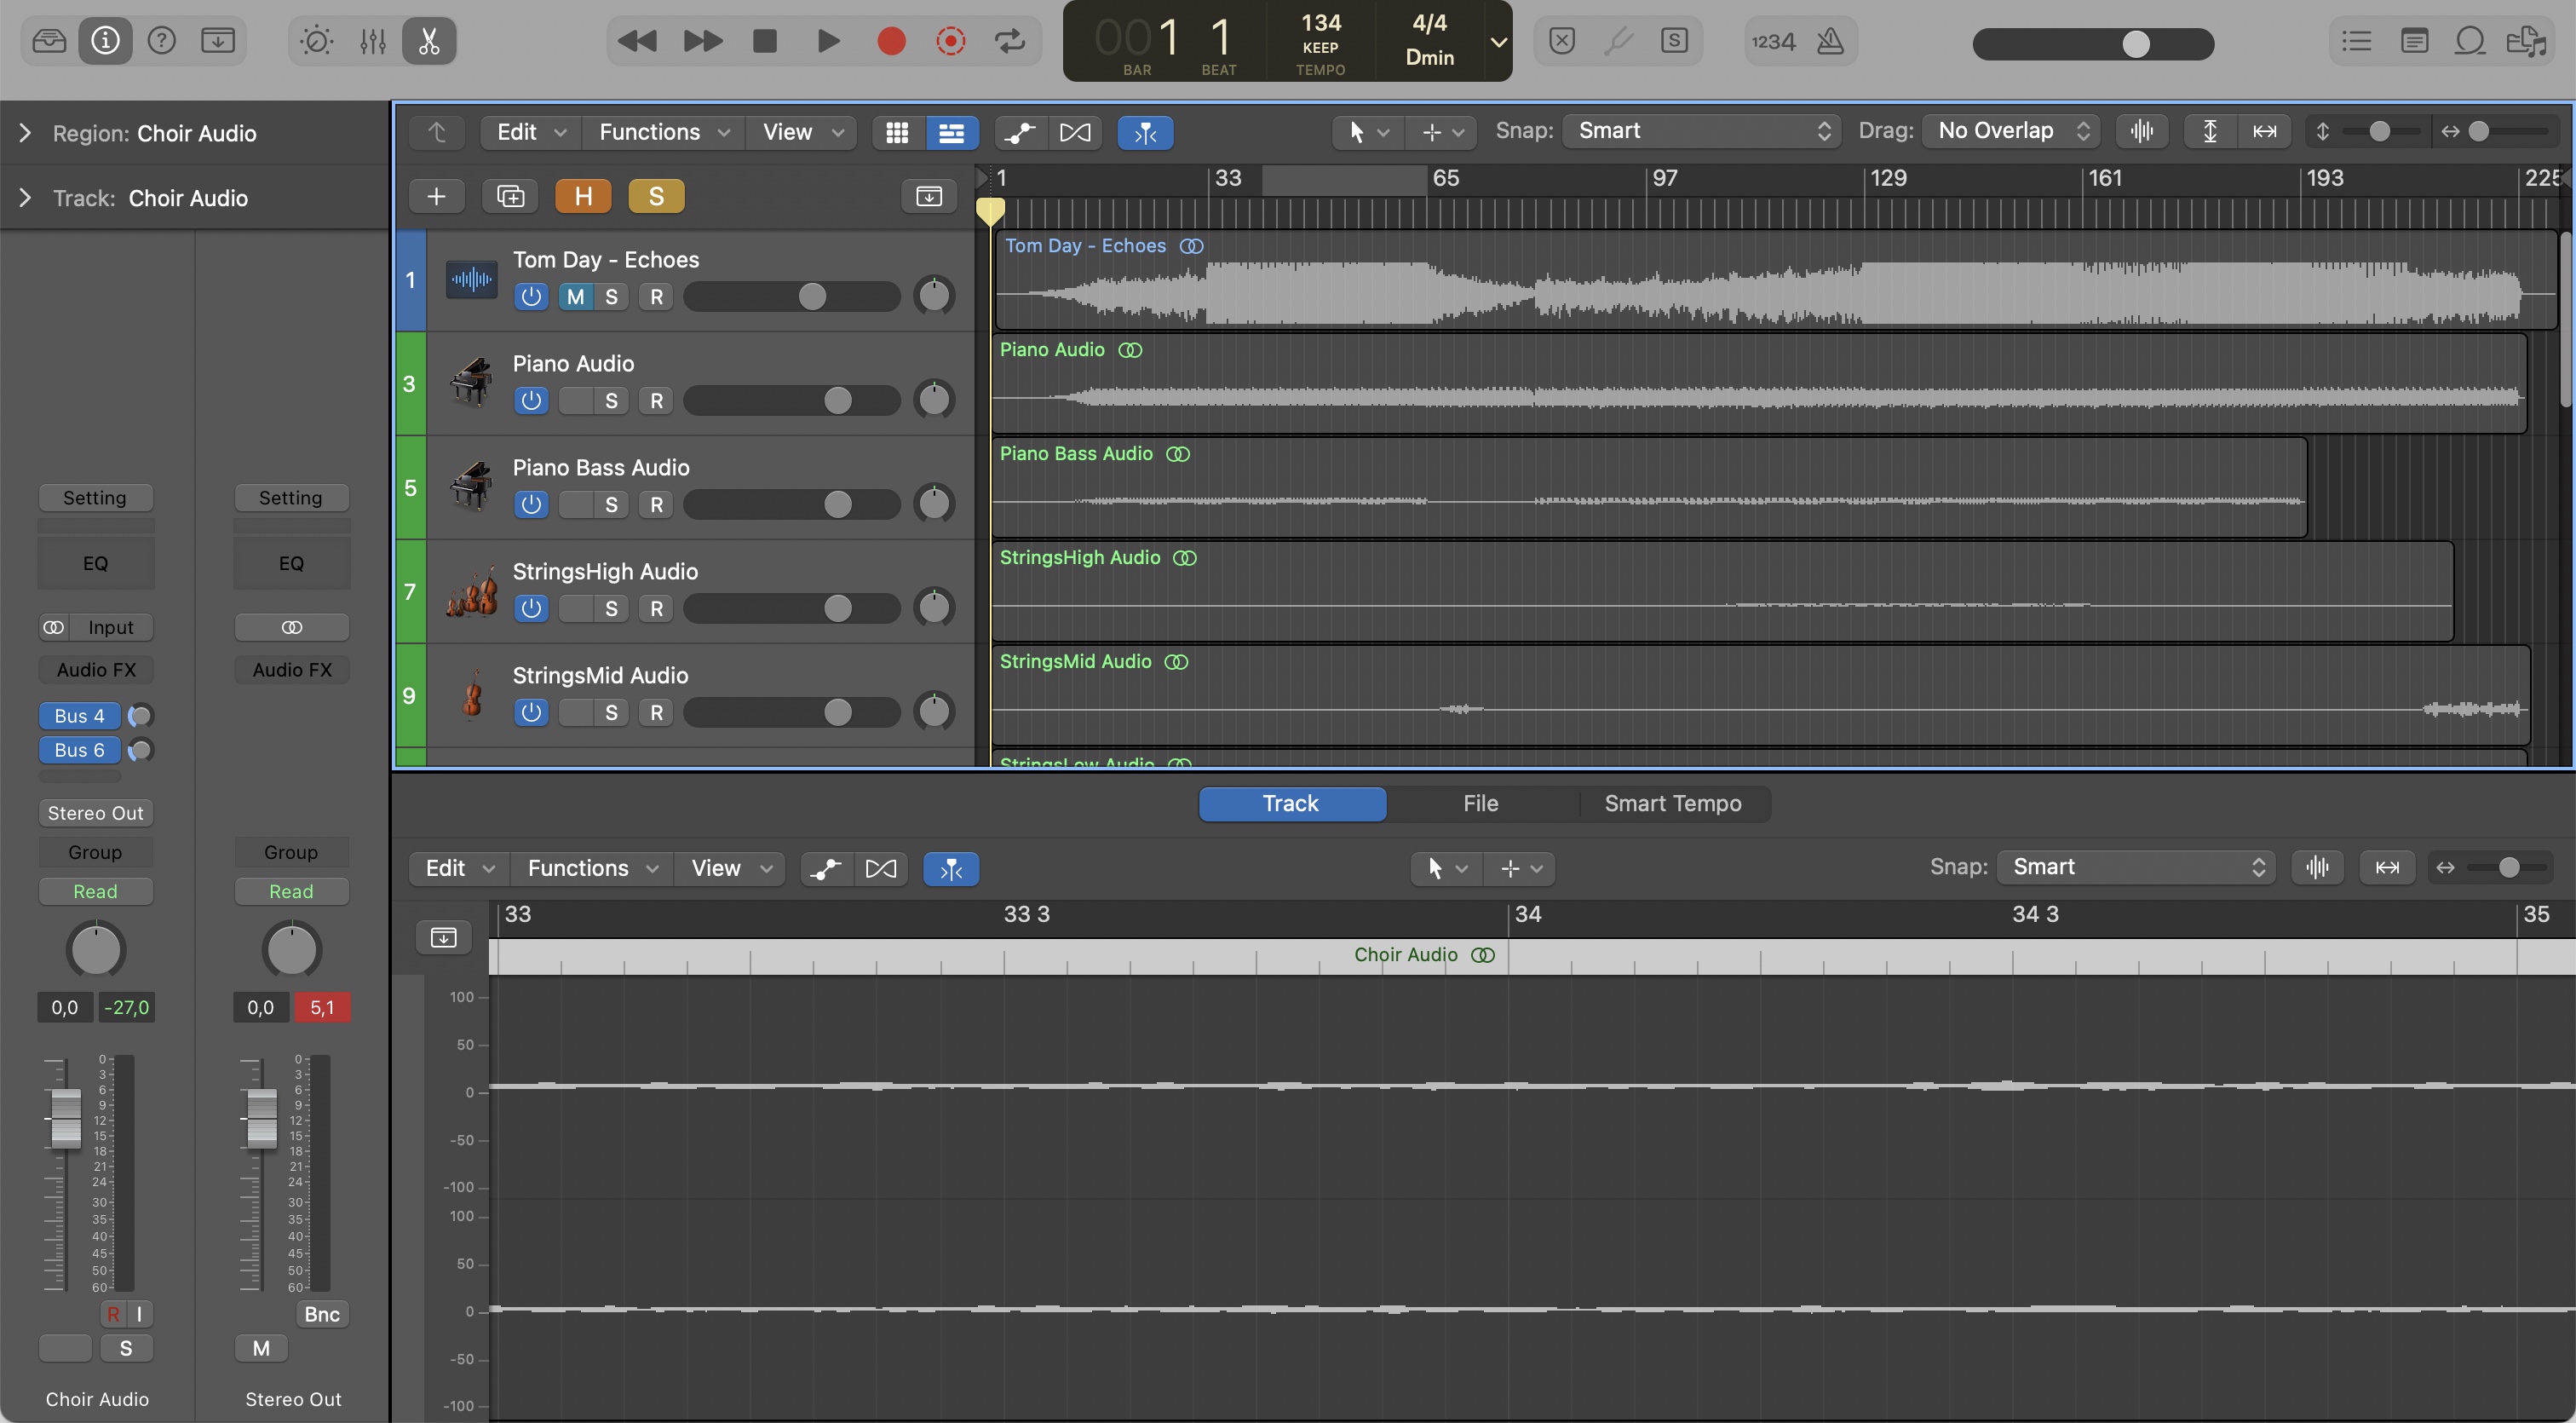 001 1
BAR BEAT
134
KEEP
TEMPO
4/4
Dmin
S
1234
Region: Choir Audio
Track: Choir Audio
Edit Functions View
Snap: Smart
Drag: No Overlap
H S
1 33 65 97 129 161 193 225
1
Tom Day - Echoes
M S R
Tom Day - Echoes
3
Piano Audio
S R
Piano Audio
5
Piano Bass Audio
S R
Piano Bass Audio
7
StringsHigh Audio
S R
StringsHigh Audio
9
StringsMid Audio
S R
StringsMid Audio
StringsLow Audio
Setting Setting
EQ EQ
Input
Audio FX Audio FX
Bus 4
Bus 6
Stereo Out
Group Group
Read Read
0,0 -27,0 0,0 5,1
0 0
3 3
6 6
9 9
12 12
15 15
18 18
21 21
24 24
30 30
35 35
40 40
45 45
50 50
60 60
R I Bnc
S M
Choir Audio Stereo Out
Track File Smart Tempo
Edit Functions View
Snap: Smart
33 33 3 34 34 3 35
Choir Audio
100
50
0
-50
-100
100
50
0
-50
-100